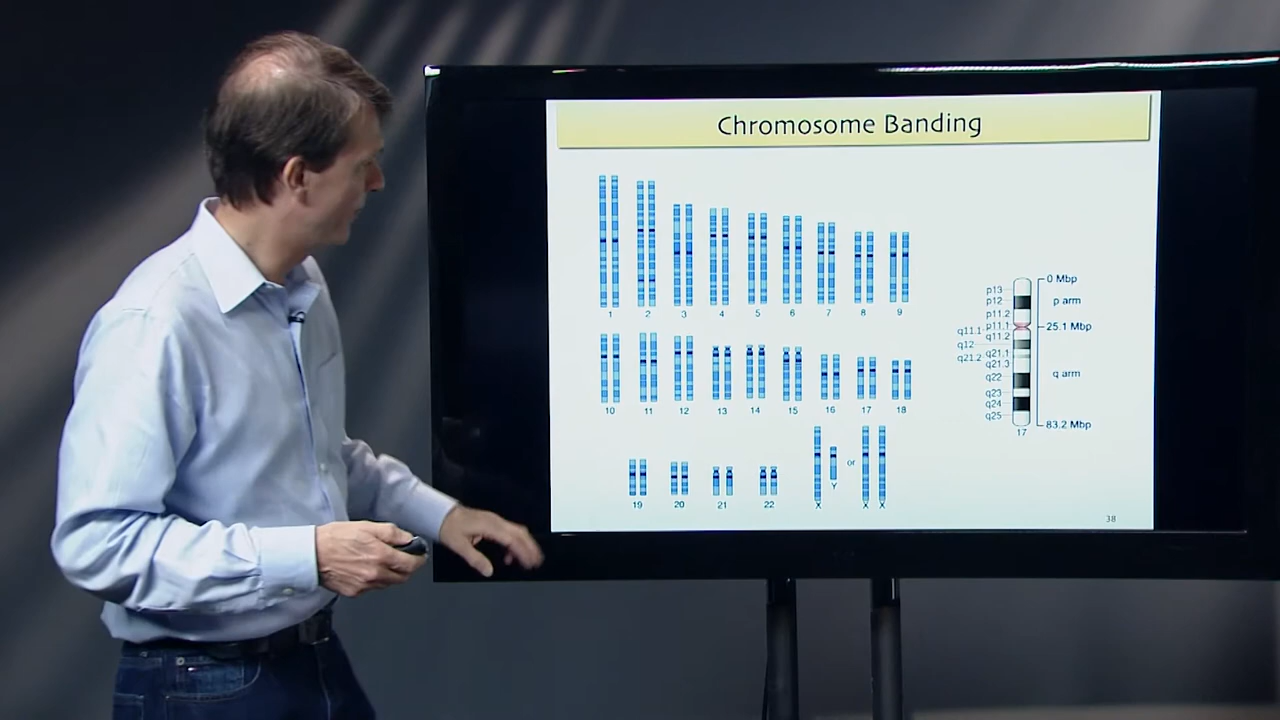 Chromosome Banding
1 2 3 4 5 6 7 8 9
10 11 12 13 14 15 16 17 18
19 20 21 22 X Y or X X
0 Mbp
p13
p12
p arm
p11.2
p11.1
25.1 Mbp
q11.1
q11.2
q12
q21.1
q21.2
q21.3
q22
q arm
q23
q24
q25
83.2 Mbp
17
38